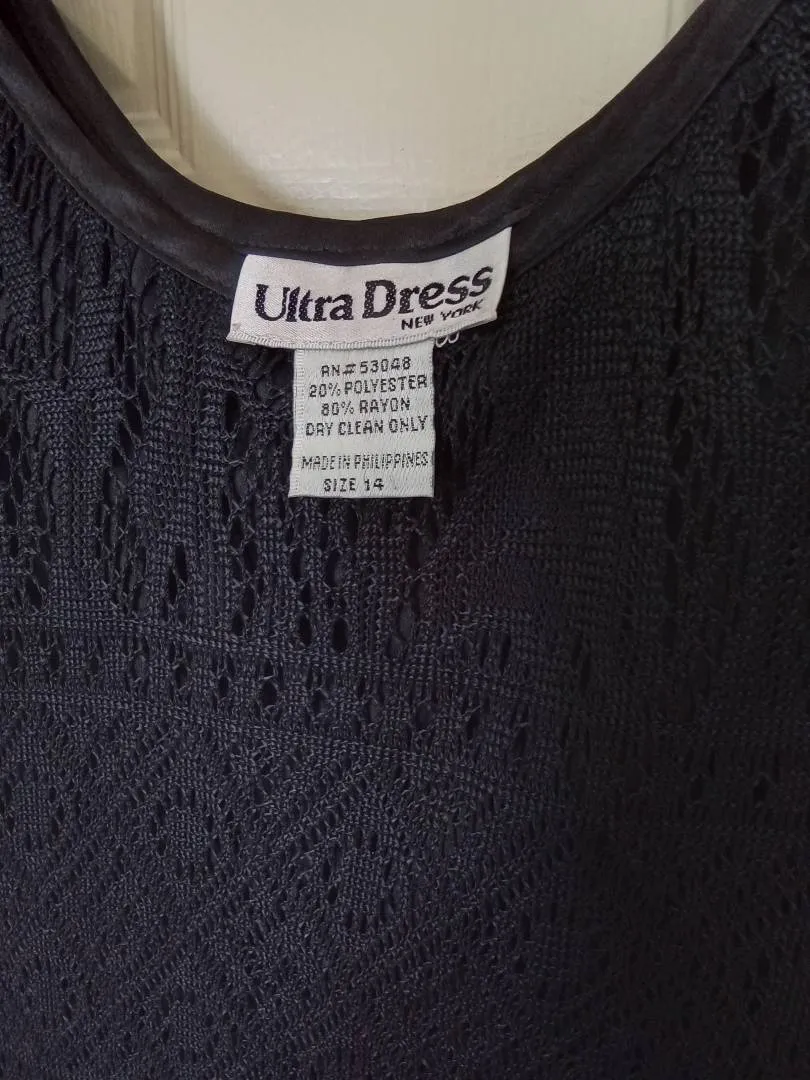 Ultra Dress
NEW YORK
RN#53048
20% POLYESTER
80% RAYON
DRY CLEAN ONLY
MADE IN PHILIPPINES
SIZE 14